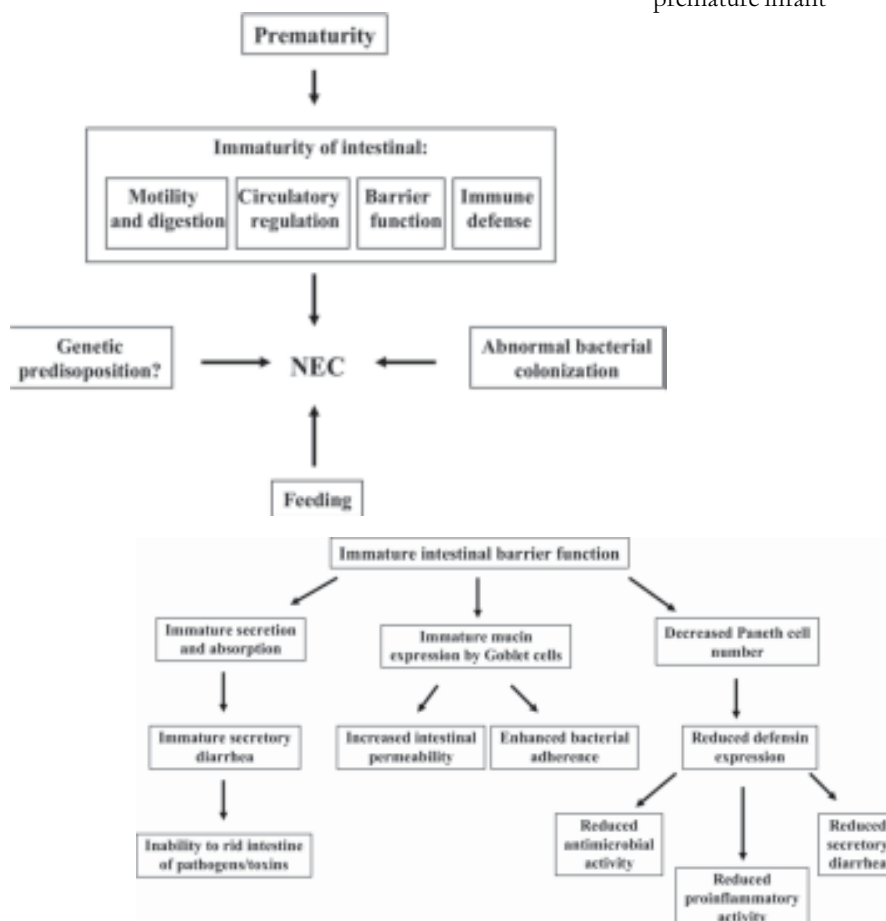 premature infant
Prematurity
Immaturity of intestinal:
Motility
and digestion
Circulatory
regulation
Barrier
function
Immune
defense
Genetic
predisoposition?
NEC
Abnormal bacterial
colonization
Feeding
Immature intestinal barrier function
Immature secretion
and absorption
Immature mucin
expression by Goblet cells
Decreased Paneth cell
number
Immature secretory
diarrhea
Increased intestinal
permeability
Enhanced bacterial
adherence
Reduced defensin
expression
Inability to rid intestine
of pathogens/toxins
Reduced
antimicrobial
activity
Reduced
proinflammatory
activity
Reduced
secretory
diarrhea